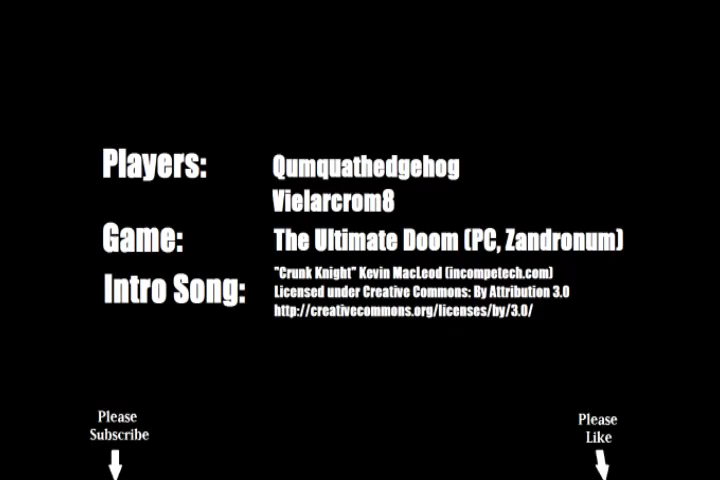 Players: Qumquathedgehog
Vielarcrom8
Game: The Ultimate Doom (PC, Zandronum)
Intro Song: "Crunk Knight" Kevin MacLeod (incompetech.com)
Licensed under Creative Commons: By Attribution 3.0
http://creativecommons.org/licenses/by/3.0/
Please
Subscribe
Please
Like